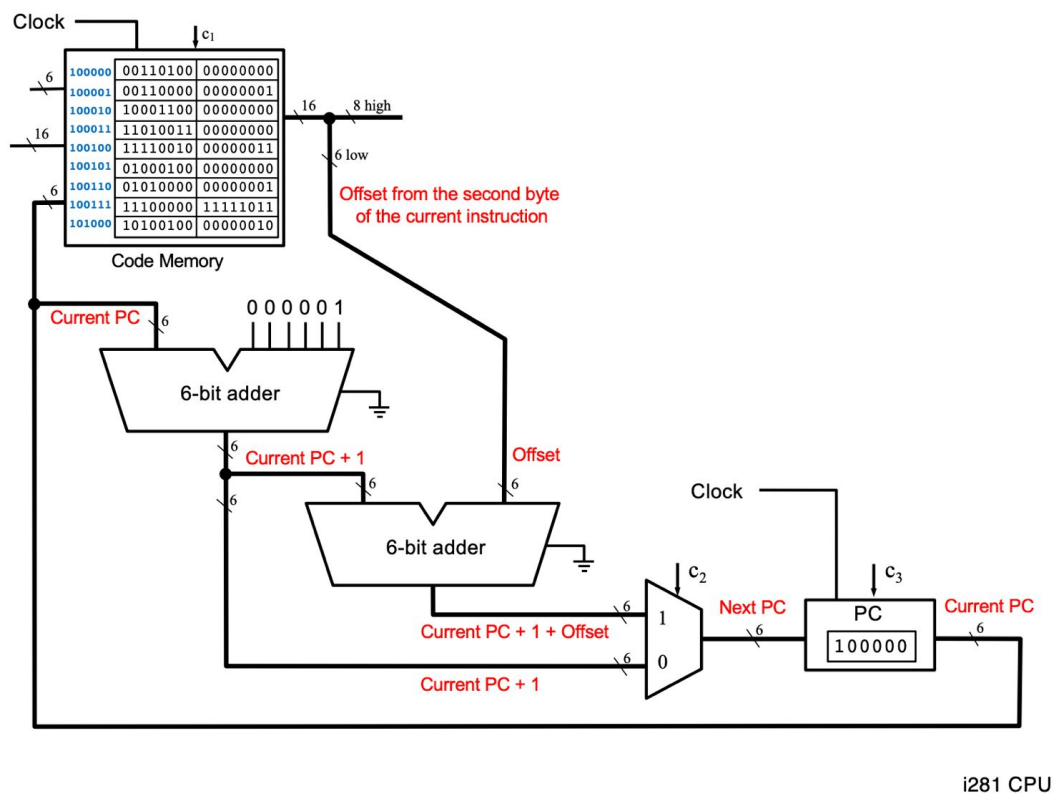 Clock
c1
6
100000 00110100 00000000
100001 00110000 00000001
16 8 high
100010 10001100 00000000
100011 11010011 00000000
16
100100 11110010 00000011
6 low
100101 01000100 00000000
100110 01010000 00000001
6
100111 11100000 11111011
101000 10100100 00000010
Offset from the second byte
of the current instruction
Code Memory
0 0 0 0 0 1
Current PC
6
6-bit adder
6
Current PC + 1
Offset
6
6
6
Clock
6-bit adder
c2
c3
Next PC
PC
Current PC
6
1
Current PC + 1 + Offset
6
100000
6
6
0
Current PC + 1
i281 CPU